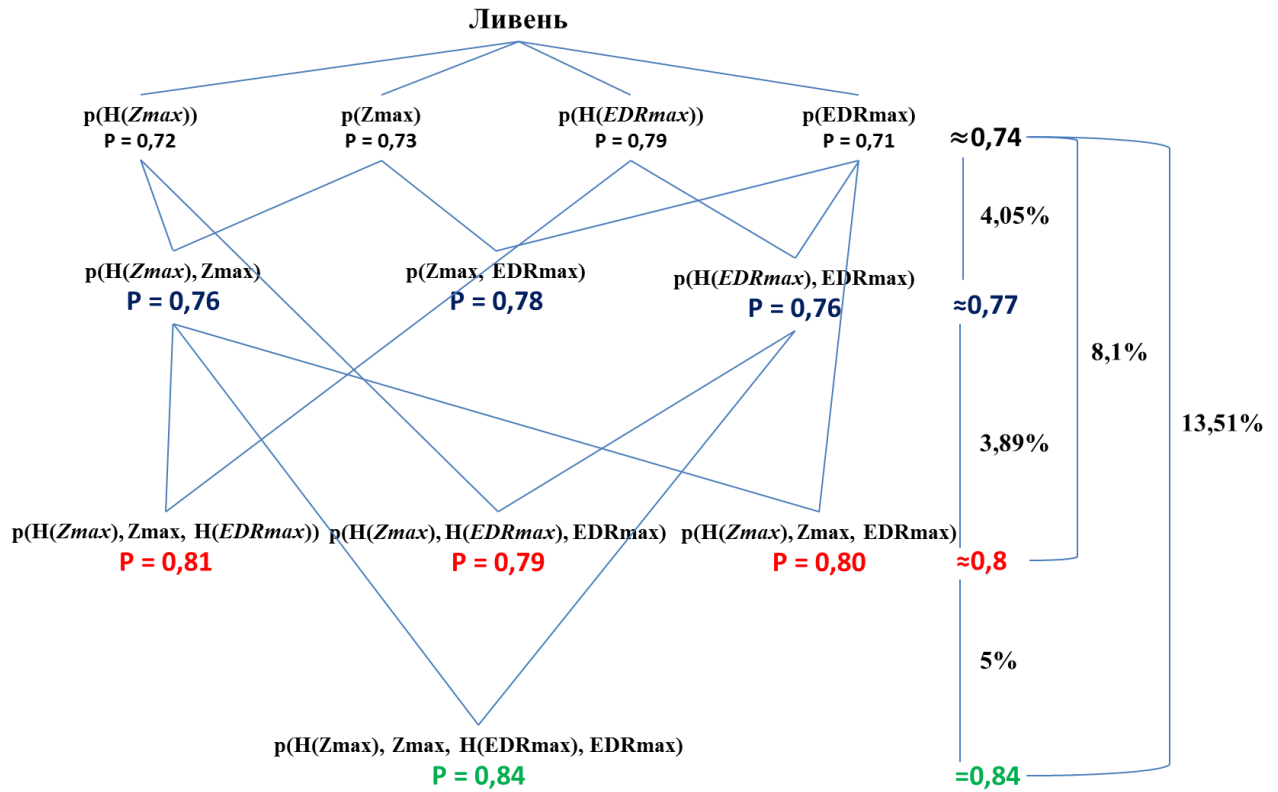 Ливень
p(H(Zmax))
P = 0,72
p(Zmax)
P = 0,73
p(H(EDRmax))
P = 0,79
p(EDRmax)
P = 0,71
≈0,74
4,05%
p(H(Zmax), Zmax)
P = 0,76
p(Zmax, EDRmax)
P = 0,78
p(H(EDRmax), EDRmax)
P = 0,76
≈0,77
8,1%
13,51%
3,89%
p(H(Zmax), Zmax, H(EDRmax))
P = 0,81
p(H(Zmax), H(EDRmax), EDRmax)
P = 0,79
p(H(Zmax), Zmax, EDRmax)
P = 0,80
≈0,8
5%
p(H(Zmax), Zmax, H(EDRmax), EDRmax)
P = 0,84
=0,84